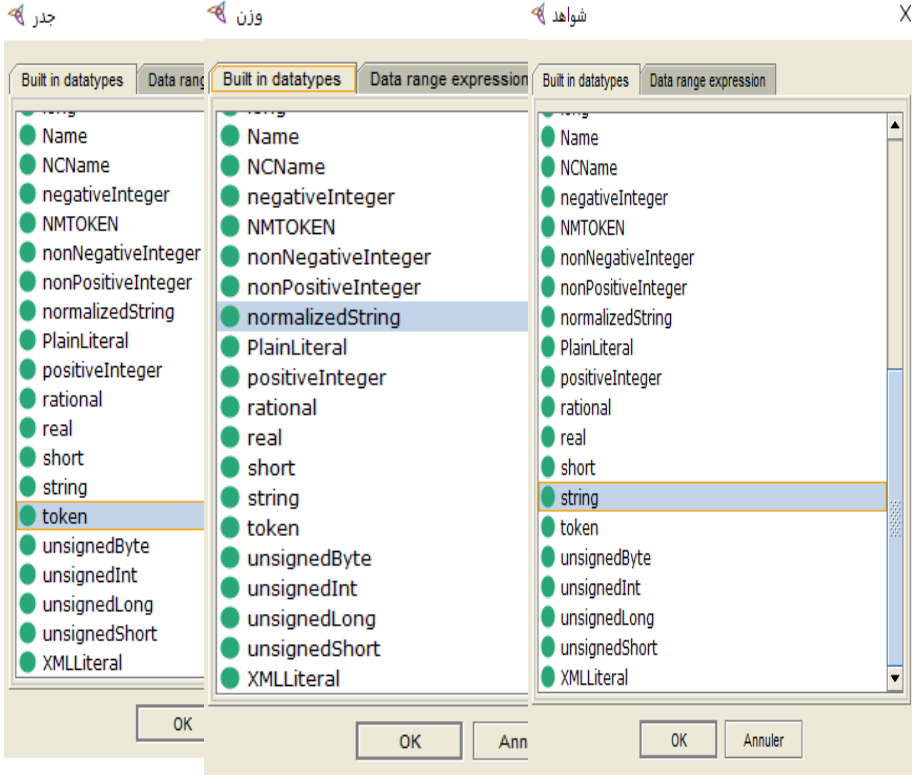 جدر
Built in datatypes
Name
NCName
negativeInteger
NMTOKEN
nonNegativeInteger
nonPositiveInteger
normalizedString
PlainLiteral
positiveInteger
rational
real
short
string
token
unsignedByte
unsignedInt
unsignedLong
unsignedShort
XMLLiteral
OK
وزن
Built in datatypes
Data range expression
Name
NCName
negativeInteger
NMTOKEN
nonNegativeInteger
nonPositiveInteger
normalizedString
PlainLiteral
positiveInteger
rational
real
short
string
token
unsignedByte
unsignedInt
unsignedLong
unsignedShort
XMLLiteral
OK
شواهد
Built in datatypes
Data range expression
Name
NCName
negativeInteger
NMTOKEN
nonNegativeInteger
nonPositiveInteger
normalizedString
PlainLiteral
positiveInteger
rational
real
short
string
token
unsignedByte
unsignedInt
unsignedLong
unsignedShort
XMLLiteral
OK
Annuler